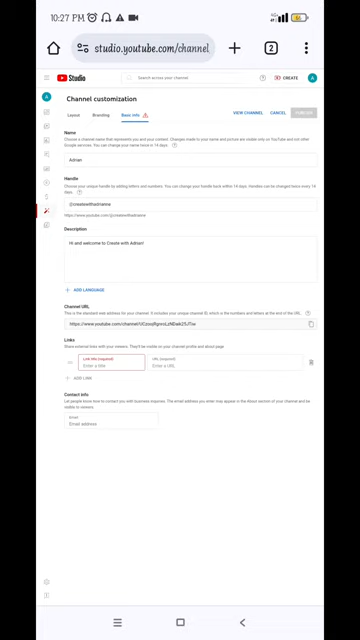 10:27 PM
4G
studio.youtube.com/channel
2
Studio
Search across your channel
CREATE
A
A
Channel customization
Layout
Branding
Basic info
VIEW CHANNEL
CANCEL
PUBLISH
Name
Choose a channel name that represents you and your content. Changes made to your name and picture are visible only on YouTube and not other
Google services. You can change your name twice in 14 days.
Adnan
Handle
Choose your unique handle by adding letters and numbers. You can change your handle back within 14 days. Handles can be changed twice every 14
days.
@createwithadnanna
https://www.youtube.com/@createwithadnanna
Description
Hi and welcome to Create with Adnan!
ADD LANGUAGE
Channel URL
This is the standard web address for your channel. It includes your unique channel ID, which is the numbers and letters at the end of the URL.
Links
Share external links with your viewers. They'll be visible on your channel profile and about page.
Link title (required)
Enter a title
URL (required)
Enter a URL
ADD LINK
Contact info
Let people know how to contact you with business inquiries. The email address you enter may appear in the About section of your channel and be
visible to viewers.
Email
Email address